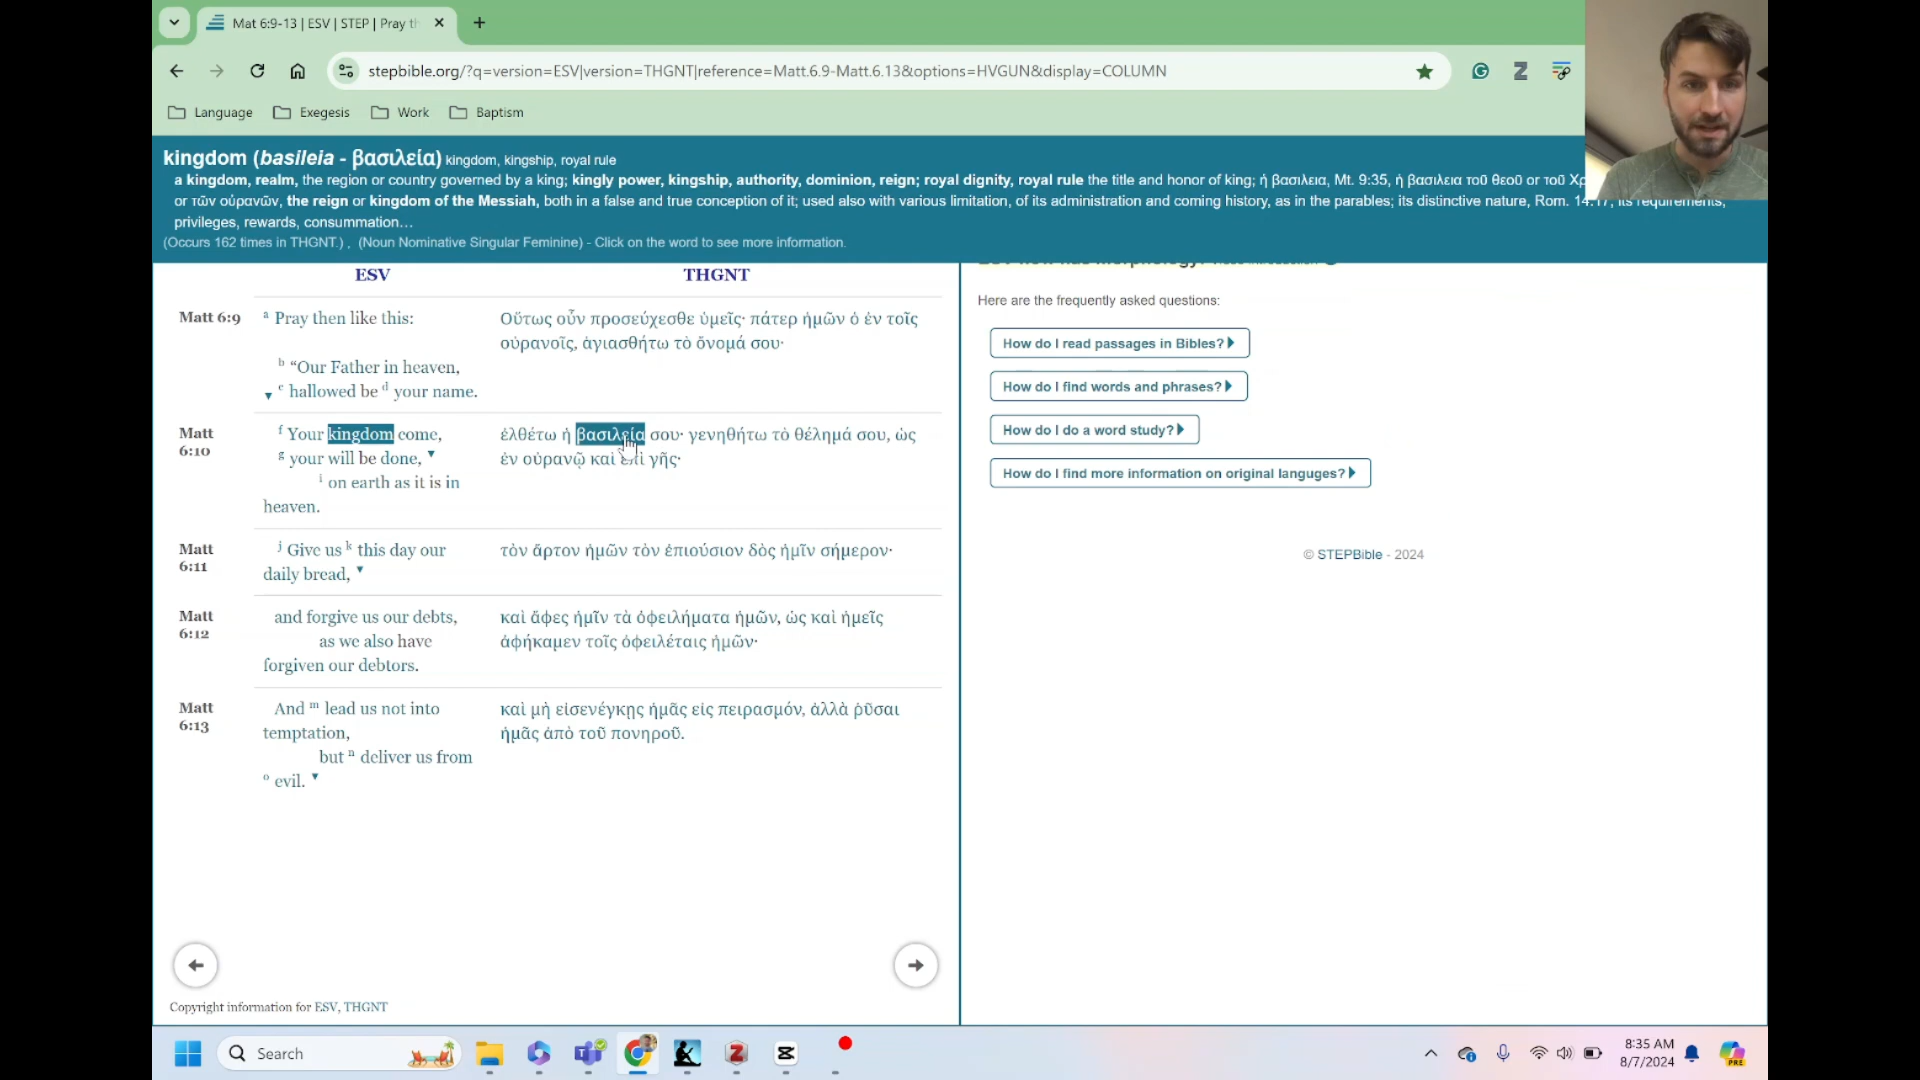 Mat 6:9-13 | ESV | STEP | Pray th
stepbible.org/?q=version=ESV|version=THGNT|reference=Matt.6.9-Matt.6.13&options=HVGUN&display=COLUMN
Language Exegesis Work Baptism
kingdom (basileia - βασιλεία) kingdom, kingship, royal rule
a kingdom, realm, the region or country governed by a king; kingly power, kingship, authority, dominion, reign; royal dignity, royal rule the title and honor of king; ἡ βασιλεια, Mt. 9:35, ἡ βασιλεια τοῦ θεοῦ or τοῦ
or τῶν οὐρανῶν, the reign or kingdom of the Messiah, both in a false and true conception of it; used also with various limitation, of its administration and coming history, as in the parables; its distinctive nature, Rom. 14:17, its requirements,
privileges, rewards, consummation...
(Occurs 162 times in THGNT.) , (Noun Nominative Singular Feminine) - Click on the word to see more information.
ESV THGNT
Matt 6:9
a Pray then like this:
b “Our Father in heaven,
▼ c hallowed be d your name.
Οὕτως οὖν προσεύχεσθε ὑμεῖς· πάτερ ἡμῶν ὁ ἐν τοῖς
οὐρανοῖς, ἁγιασθήτω τὸ ὄνομά σου·
Matt
6:10
f Your kingdom come,
g your will be done, ▼
i on earth as it is in
heaven.
ἐλθέτω ἡ βασιλεία σου· γενηθήτω τὸ θέλημά σου, ὡς
ἐν οὐρανῷ καὶ ἐπὶ γῆς·
Matt
6:11
j Give us k this day our
daily bread, ▼
τὸν ἄρτον ἡμῶν τὸν ἐπιούσιον δὸς ἡμῖν σήμερον·
Matt
6:12
and forgive us our debts,
as we also have
forgiven our debtors.
καὶ ἄφες ἡμῖν τὰ ὀφειλήματα ἡμῶν, ὡς καὶ ἡμεῖς
ἀφήκαμεν τοῖς ὀφειλέταις ἡμῶν·
Matt
6:13
And m lead us not into
temptation,
but n deliver us from
o evil. ▼
καὶ μὴ εἰσενέγκῃς ἡμᾶς εἰς πειρασμόν, ἀλλὰ ῥῦσαι
ἡμᾶς ἀπὸ τοῦ πονηροῦ.
Copyright information for ESV, THGNT
Here are the frequently asked questions:
How do I read passages in Bibles?
How do I find words and phrases?
How do I do a word study?
How do I find more information on original languges?
© STEPBible - 2024
Search
8:35 AM
8/7/2024
PRE